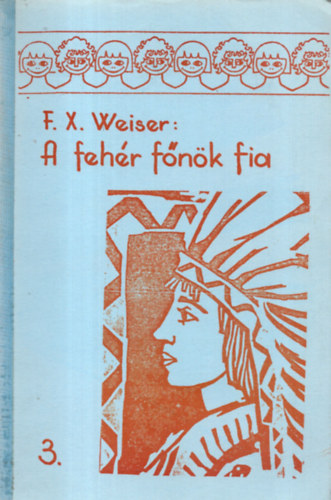 F. X. Weiser:
A fehér főnök fia
3.